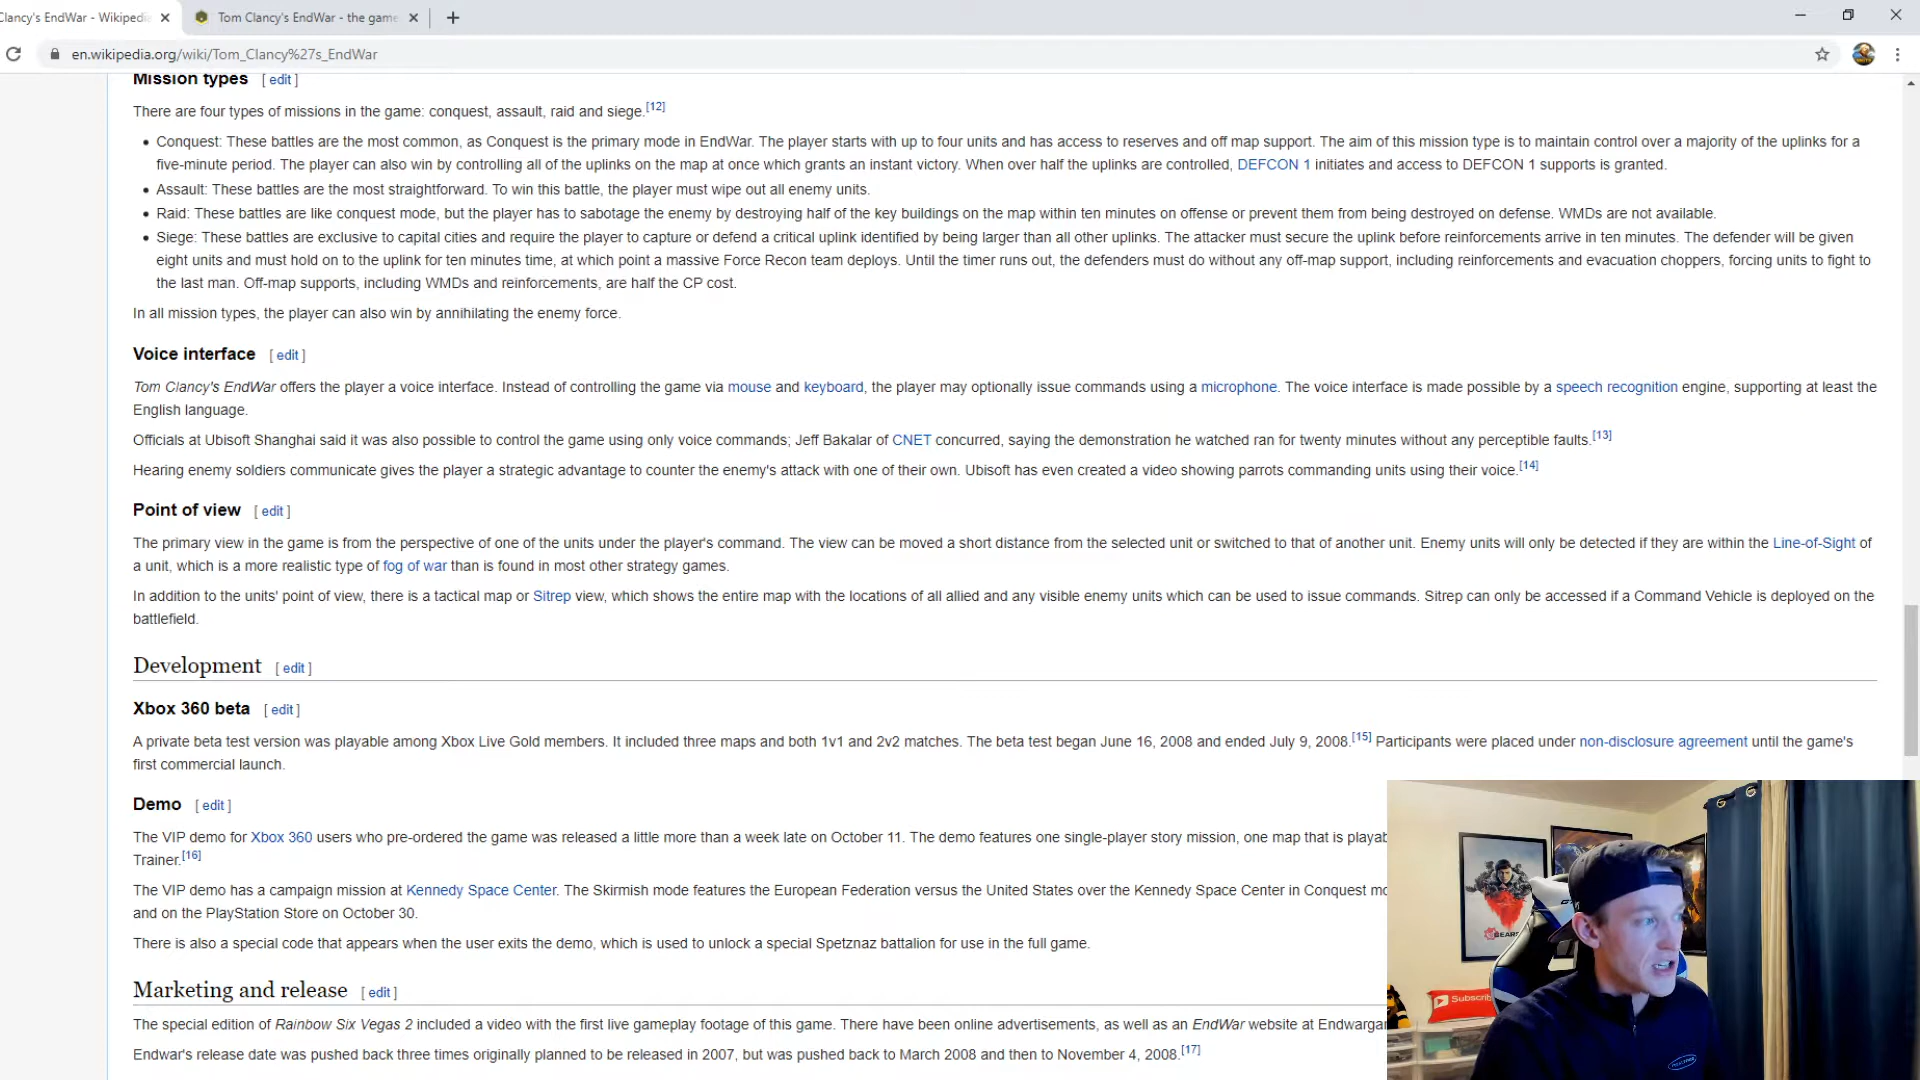 Clancy's EndWar - Wikipedia
Tom Clancy's EndWar - the game
en.wikipedia.org/wiki/Tom_Clancy%27s_EndWar
Mission types [ edit ]
There are four types of missions in the game: conquest, assault, raid and siege.[12]
• Conquest: These battles are the most common, as Conquest is the primary mode in EndWar. The player starts with up to four units and has access to reserves and off map support. The aim of this mission type is to maintain control over a majority of the uplinks for a
five-minute period. The player can also win by controlling all of the uplinks on the map at once which grants an instant victory. When over half the uplinks are controlled, DEFCON 1 initiates and access to DEFCON 1 supports is granted.
• Assault: These battles are the most straightforward. To win this battle, the player must wipe out all enemy units.
• Raid: These battles are like conquest mode, but the player has to sabotage the enemy by destroying half of the key buildings on the map within ten minutes on offense or prevent them from being destroyed on defense. WMDs are not available.
• Siege: These battles are exclusive to capital cities and require the player to capture or defend a critical uplink identified by being larger than all other uplinks. The attacker must secure the uplink before reinforcements arrive in ten minutes. The defender will be given
eight units and must hold on to the uplink for ten minutes time, at which point a massive Force Recon team deploys. Until the timer runs out, the defenders must do without any off-map support, including reinforcements and evacuation choppers, forcing units to fight to
the last man. Off-map supports, including WMDs and reinforcements, are half the CP cost.
In all mission types, the player can also win by annihilating the enemy force.
Voice interface [ edit ]
Tom Clancy's EndWar offers the player a voice interface. Instead of controlling the game via mouse and keyboard, the player may optionally issue commands using a microphone. The voice interface is made possible by a speech recognition engine, supporting at least the
English language.
Officials at Ubisoft Shanghai said it was also possible to control the game using only voice commands; Jeff Bakalar of CNET concurred, saying the demonstration he watched ran for twenty minutes without any perceptible faults.[13]
Hearing enemy soldiers communicate gives the player a strategic advantage to counter the enemy's attack with one of their own. Ubisoft has even created a video showing parrots commanding units using their voice.[14]
Point of view [ edit ]
The primary view in the game is from the perspective of one of the units under the player's command. The view can be moved a short distance from the selected unit or switched to that of another unit. Enemy units will only be detected if they are within the Line-of-Sight of
a unit, which is a more realistic type of fog of war than is found in most other strategy games.
In addition to the units' point of view, there is a tactical map or Sitrep view, which shows the entire map with the locations of all allied and any visible enemy units which can be used to issue commands. Sitrep can only be accessed if a Command Vehicle is deployed on the
battlefield.
Development [ edit ]
Xbox 360 beta [ edit ]
A private beta test version was playable among Xbox Live Gold members. It included three maps and both 1v1 and 2v2 matches. The beta test began June 16, 2008 and ended July 9, 2008.[15] Participants were placed under non-disclosure agreement until the game's
first commercial launch.
Demo [ edit ]
The VIP demo for Xbox 360 users who pre-ordered the game was released a little more than a week late on October 11. The demo features one single-player story mission, one map that is playab
Trainer.[16]
The VIP demo has a campaign mission at Kennedy Space Center. The Skirmish mode features the European Federation versus the United States over the Kennedy Space Center in Conquest mo
and on the PlayStation Store on October 30.
There is also a special code that appears when the user exits the demo, which is used to unlock a special Spetznaz battalion for use in the full game.
Marketing and release [ edit ]
The special edition of Rainbow Six Vegas 2 included a video with the first live gameplay footage of this game. There have been online advertisements, as well as an EndWar website at Endwargam
Endwar's release date was pushed back three times originally planned to be released in 2007, but was pushed back to March 2008 and then to November 4, 2008.[17]
GEARS
Subscrib